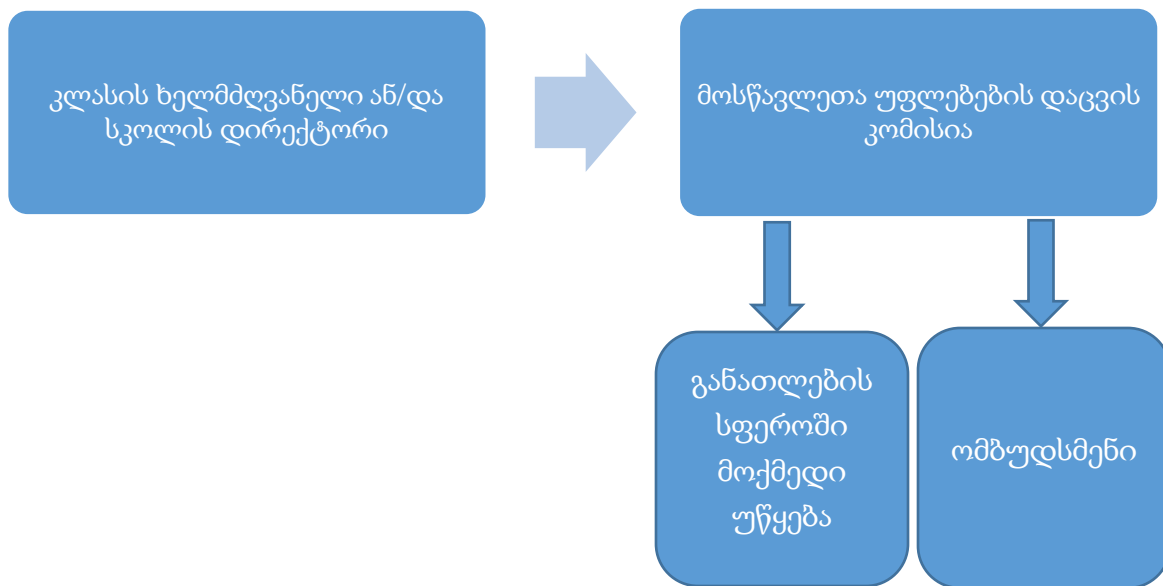 კლასის ხელმძღვანელი ან/და
სკოლის დირექტორი
მოსწავლეთა უფლებების დაცვის
კომისია
განათლების
სფეროში
მოქმედი
უწყება
ომბუდსმენი